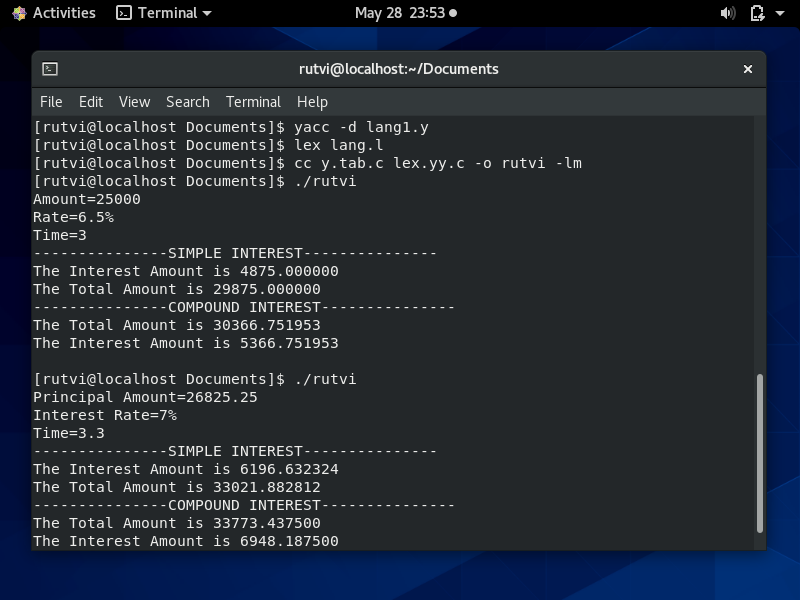 Activities Terminal May 28 23:53
rutvi@localhost:~/Documents
File Edit View Search Terminal Help
[rutvi@localhost Documents]$ yacc -d lang1.y
[rutvi@localhost Documents]$ lex lang.l
[rutvi@localhost Documents]$ cc y.tab.c lex.yy.c -o rutvi -lm
[rutvi@localhost Documents]$ ./rutvi
Amount=25000
Rate=6.5%
Time=3
---------------SIMPLE INTEREST---------------
The Interest Amount is 4875.000000
The Total Amount is 29875.000000
---------------COMPOUND INTEREST---------------
The Total Amount is 30366.751953
The Interest Amount is 5366.751953
[rutvi@localhost Documents]$ ./rutvi
Principal Amount=26825.25
Interest Rate=7%
Time=3.3
---------------SIMPLE INTEREST---------------
The Interest Amount is 6196.632324
The Total Amount is 33021.882812
---------------COMPOUND INTEREST---------------
The Total Amount is 33773.437500
The Interest Amount is 6948.187500